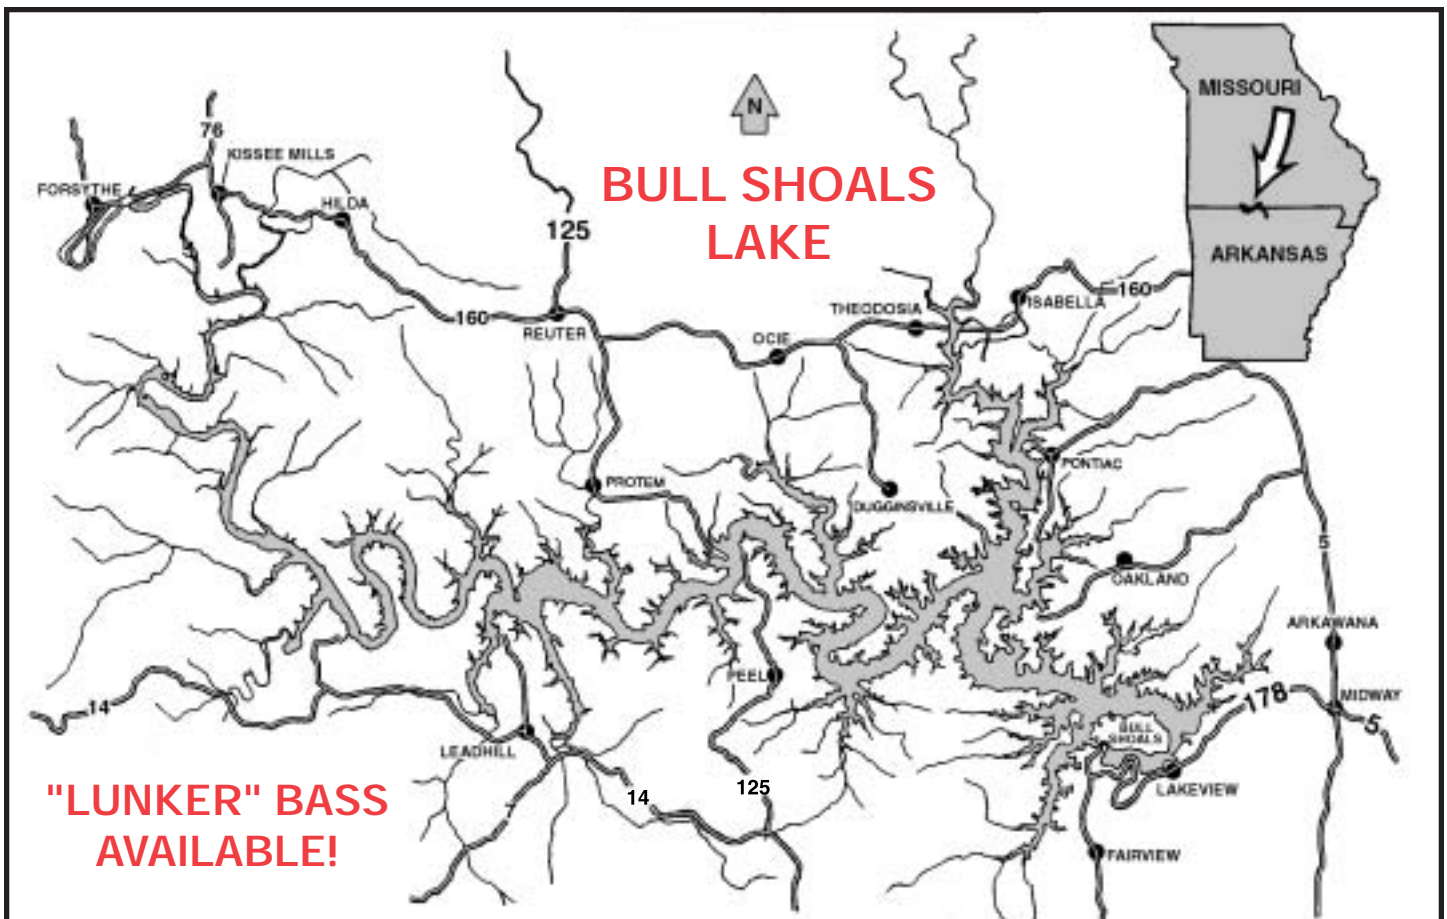 MISSOURI
N
76
KISSEE MILLS
FORSYTHE
BULL SHOALS
LAKE
HILDA
125
ARKANSAS
160
ISABELLA
THEODOSIA
160
REUTER
OCIE
PONTIAC
PROTEM
DUGGINSVILLE
5
OAKLAND
ARKAWANA
PEEL
178
MIDWAY
14
5
BULL
SHOALS
LEADHILL
125
LAKEVIEW
14
"LUNKER" BASS
AVAILABLE!
FAIRVIEW